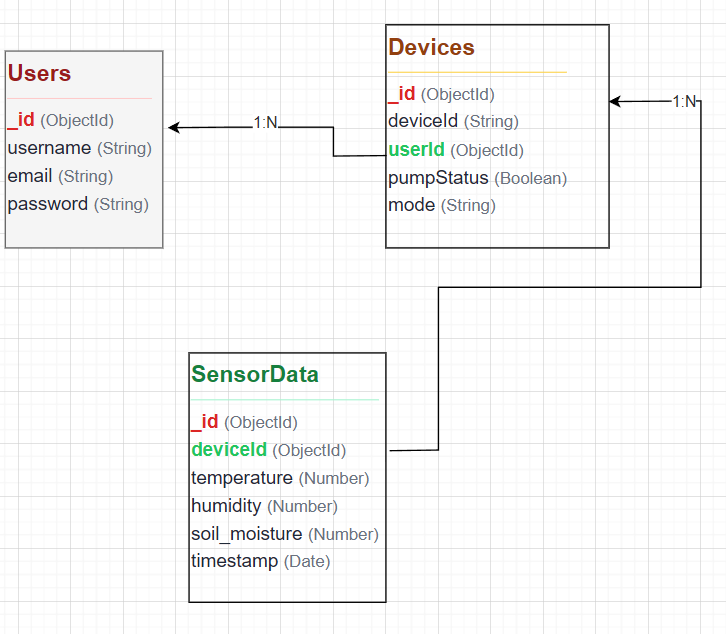 Users
_id (ObjectId)
username (String)
email (String)
password (String)
1:N
Devices
_id (ObjectId)
deviceId (String)
userId (ObjectId)
pumpStatus (Boolean)
mode (String)
1:N
SensorData
_id (ObjectId)
deviceId (ObjectId)
temperature (Number)
humidity (Number)
soil_moisture (Number)
timestamp (Date)